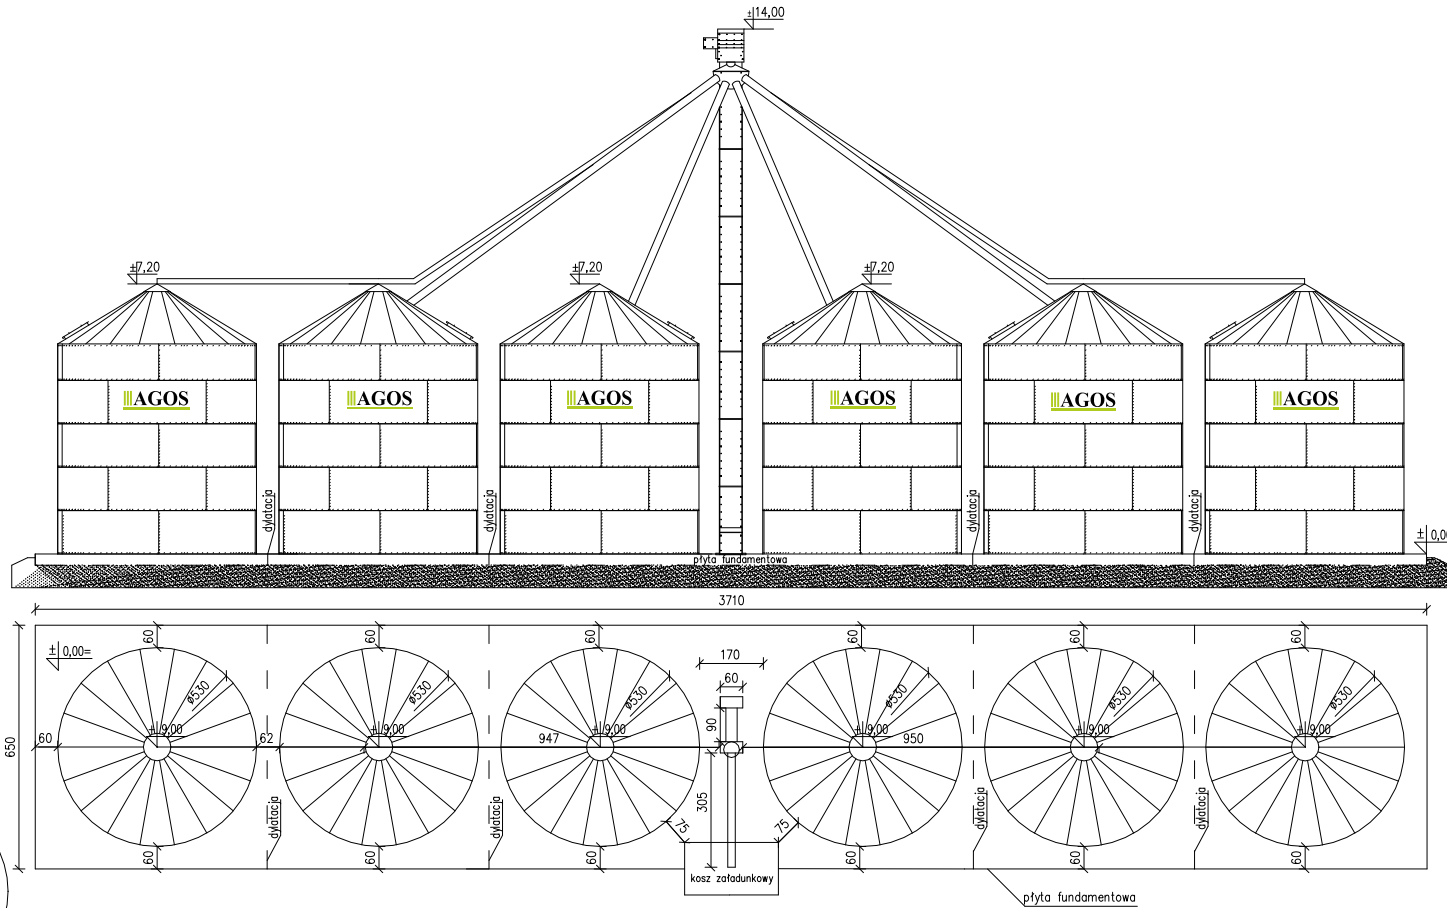 ±14,00
±7,20
±7,20
±7,20
AGOS
AGOS
AGOS
AGOS
AGOS
AGOS
dylatacja
dylatacja
dylatacja
dylatacja
± 0,00
płyta fundamentowa
3710
60
60
60
60
60
60
± 0,00=
170
60
ø530
ø530
ø530
ø530
ø530
ø530
90
±9,00
±9,00
±9,00
±9,00
±9,00
±9,00
60
62
947
950
650
305
dylatacja
dylatacja
dylatacja
dylatacja
75
75
60
60
60
60
60
60
kosz załadunkowy
płyta fundamentowa